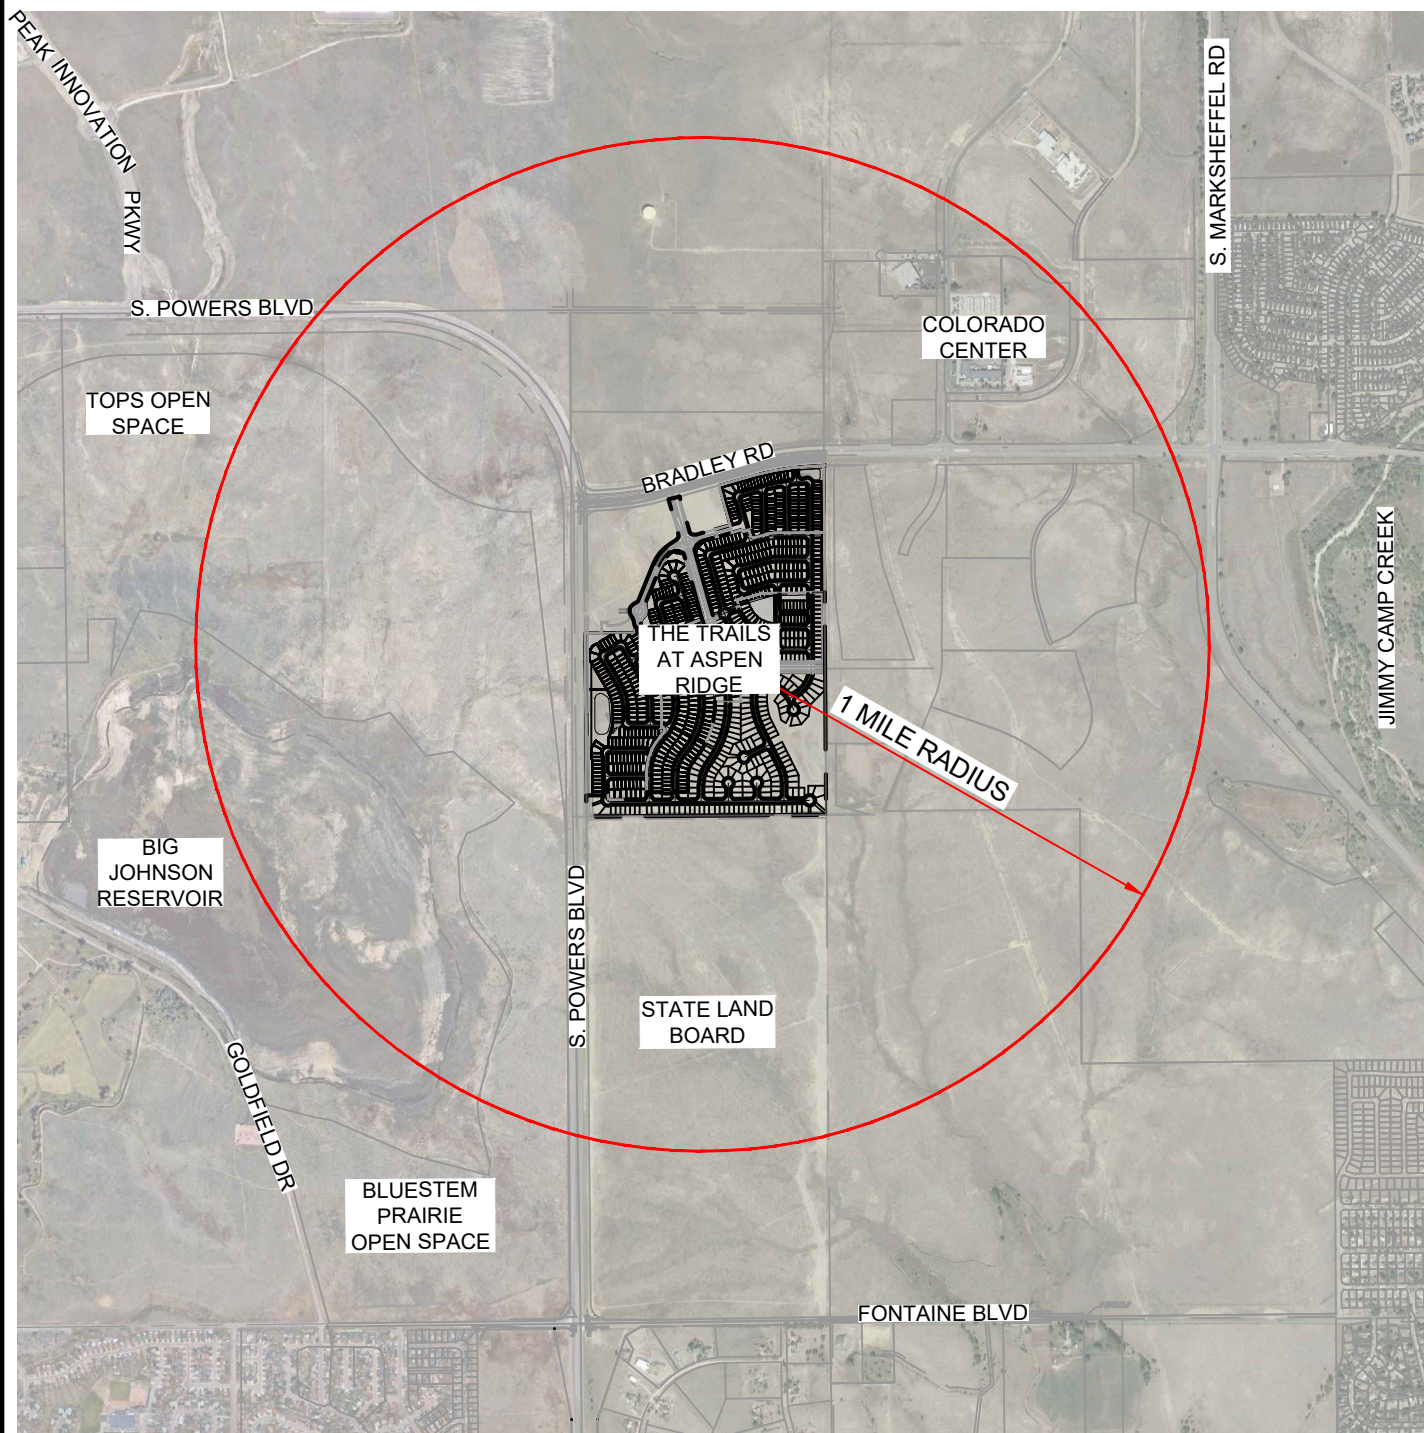 PEAK INNOVATION PKWY
S. MARKSHEFFEL RD
S. POWERS BLVD
COLORADO
CENTER
TOPS OPEN
SPACE
BRADLEY RD
JIMMY CAMP CREEK
THE TRAILS
AT ASPEN
RIDGE
1 MILE RADIUS
BIG
JOHNSON
RESERVOIR
S. POWERS BLVD
STATE LAND
BOARD
GOLDFIELD DR
BLUESTEM
PRAIRIE
OPEN SPACE
FONTAINE BLVD